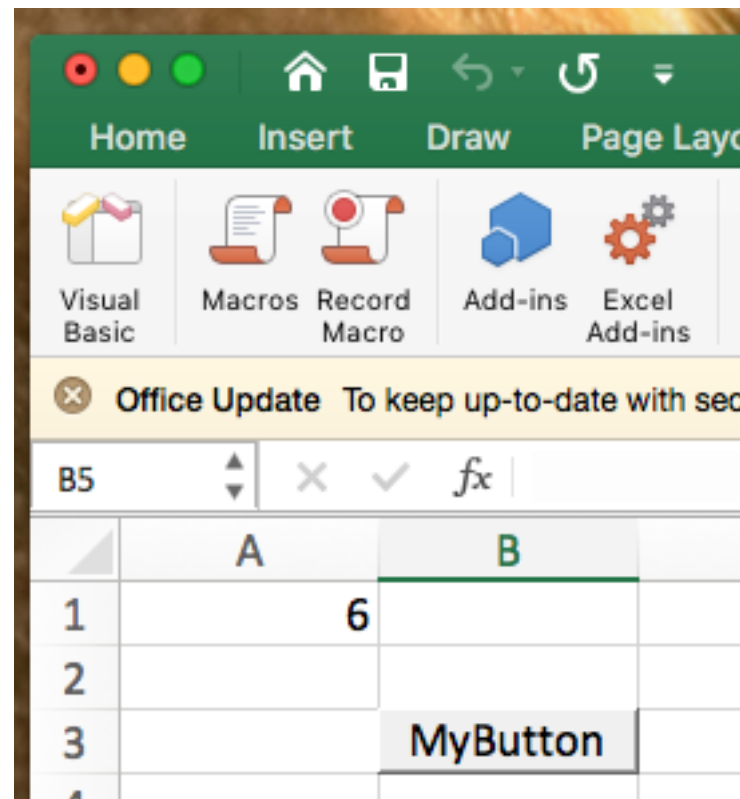 Home Insert Draw Page Layo
Visual Macros Record Add-ins Excel
Basic Macro Add-ins
Office Update To keep up-to-date with sec
B5 fx
A B
1 6
2
3 MyButton